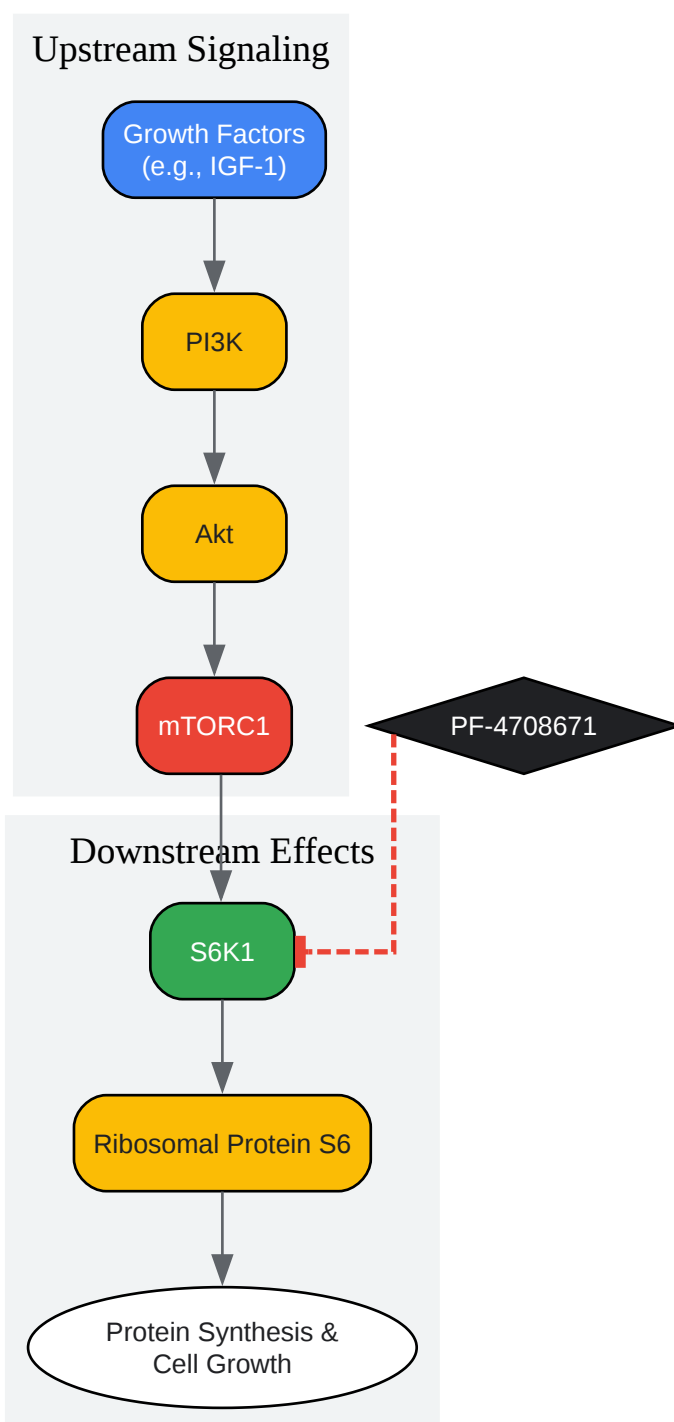 Upstream Signaling
Growth Factors
(e.g., IGF-1)
PI3K
Akt
mTORC1
PF-4708671
Downstream Effects
S6K1
Ribosomal Protein S6
Protein Synthesis &
Cell Growth